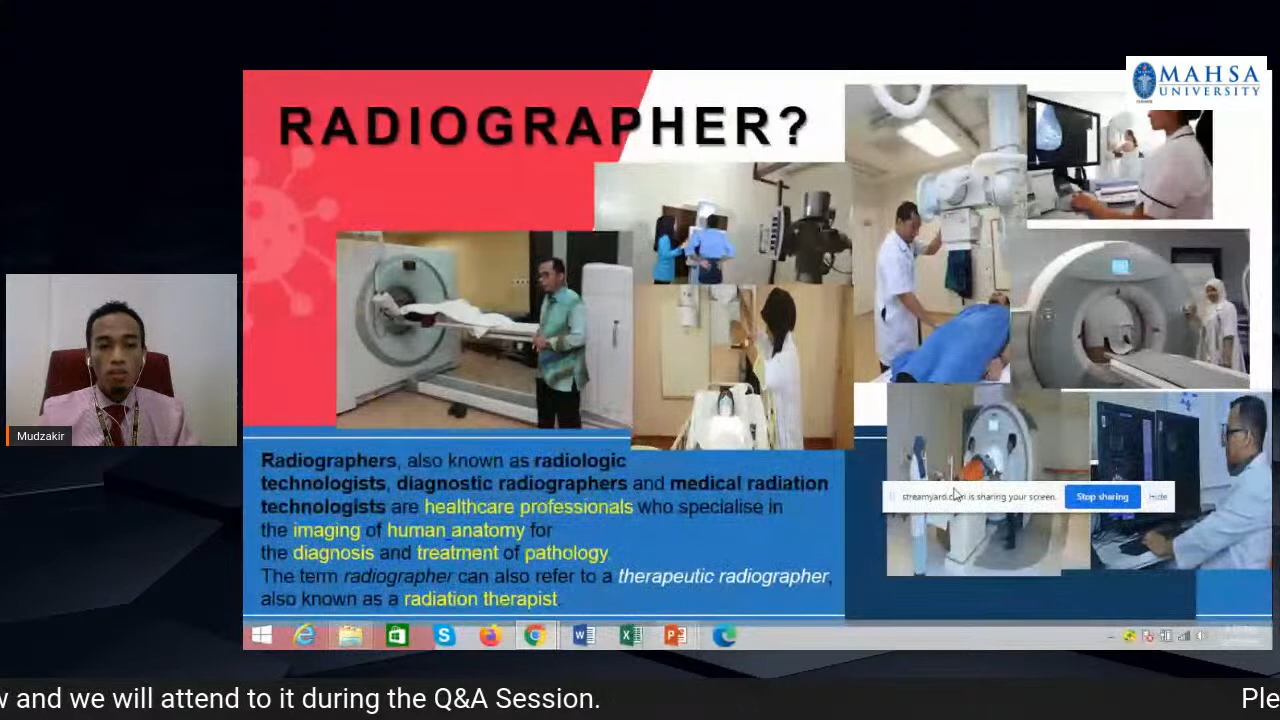 MAHSA
UNIVERSITY
RADIOGRAPHER?
Mudzakir
Radiographers, also known as radiologic
technologists, diagnostic radiographers and medical radiation
technologists are healthcare professionals who specialise in
the imaging of human anatomy for
the diagnosis and treatment of pathology.
The term radiographer can also refer to a therapeutic radiographer,
also known as a radiation therapist.
streamyard.com is sharing your screen.
Stop sharing
Hide
w and we will attend to it during the Q&A Session.
Ple